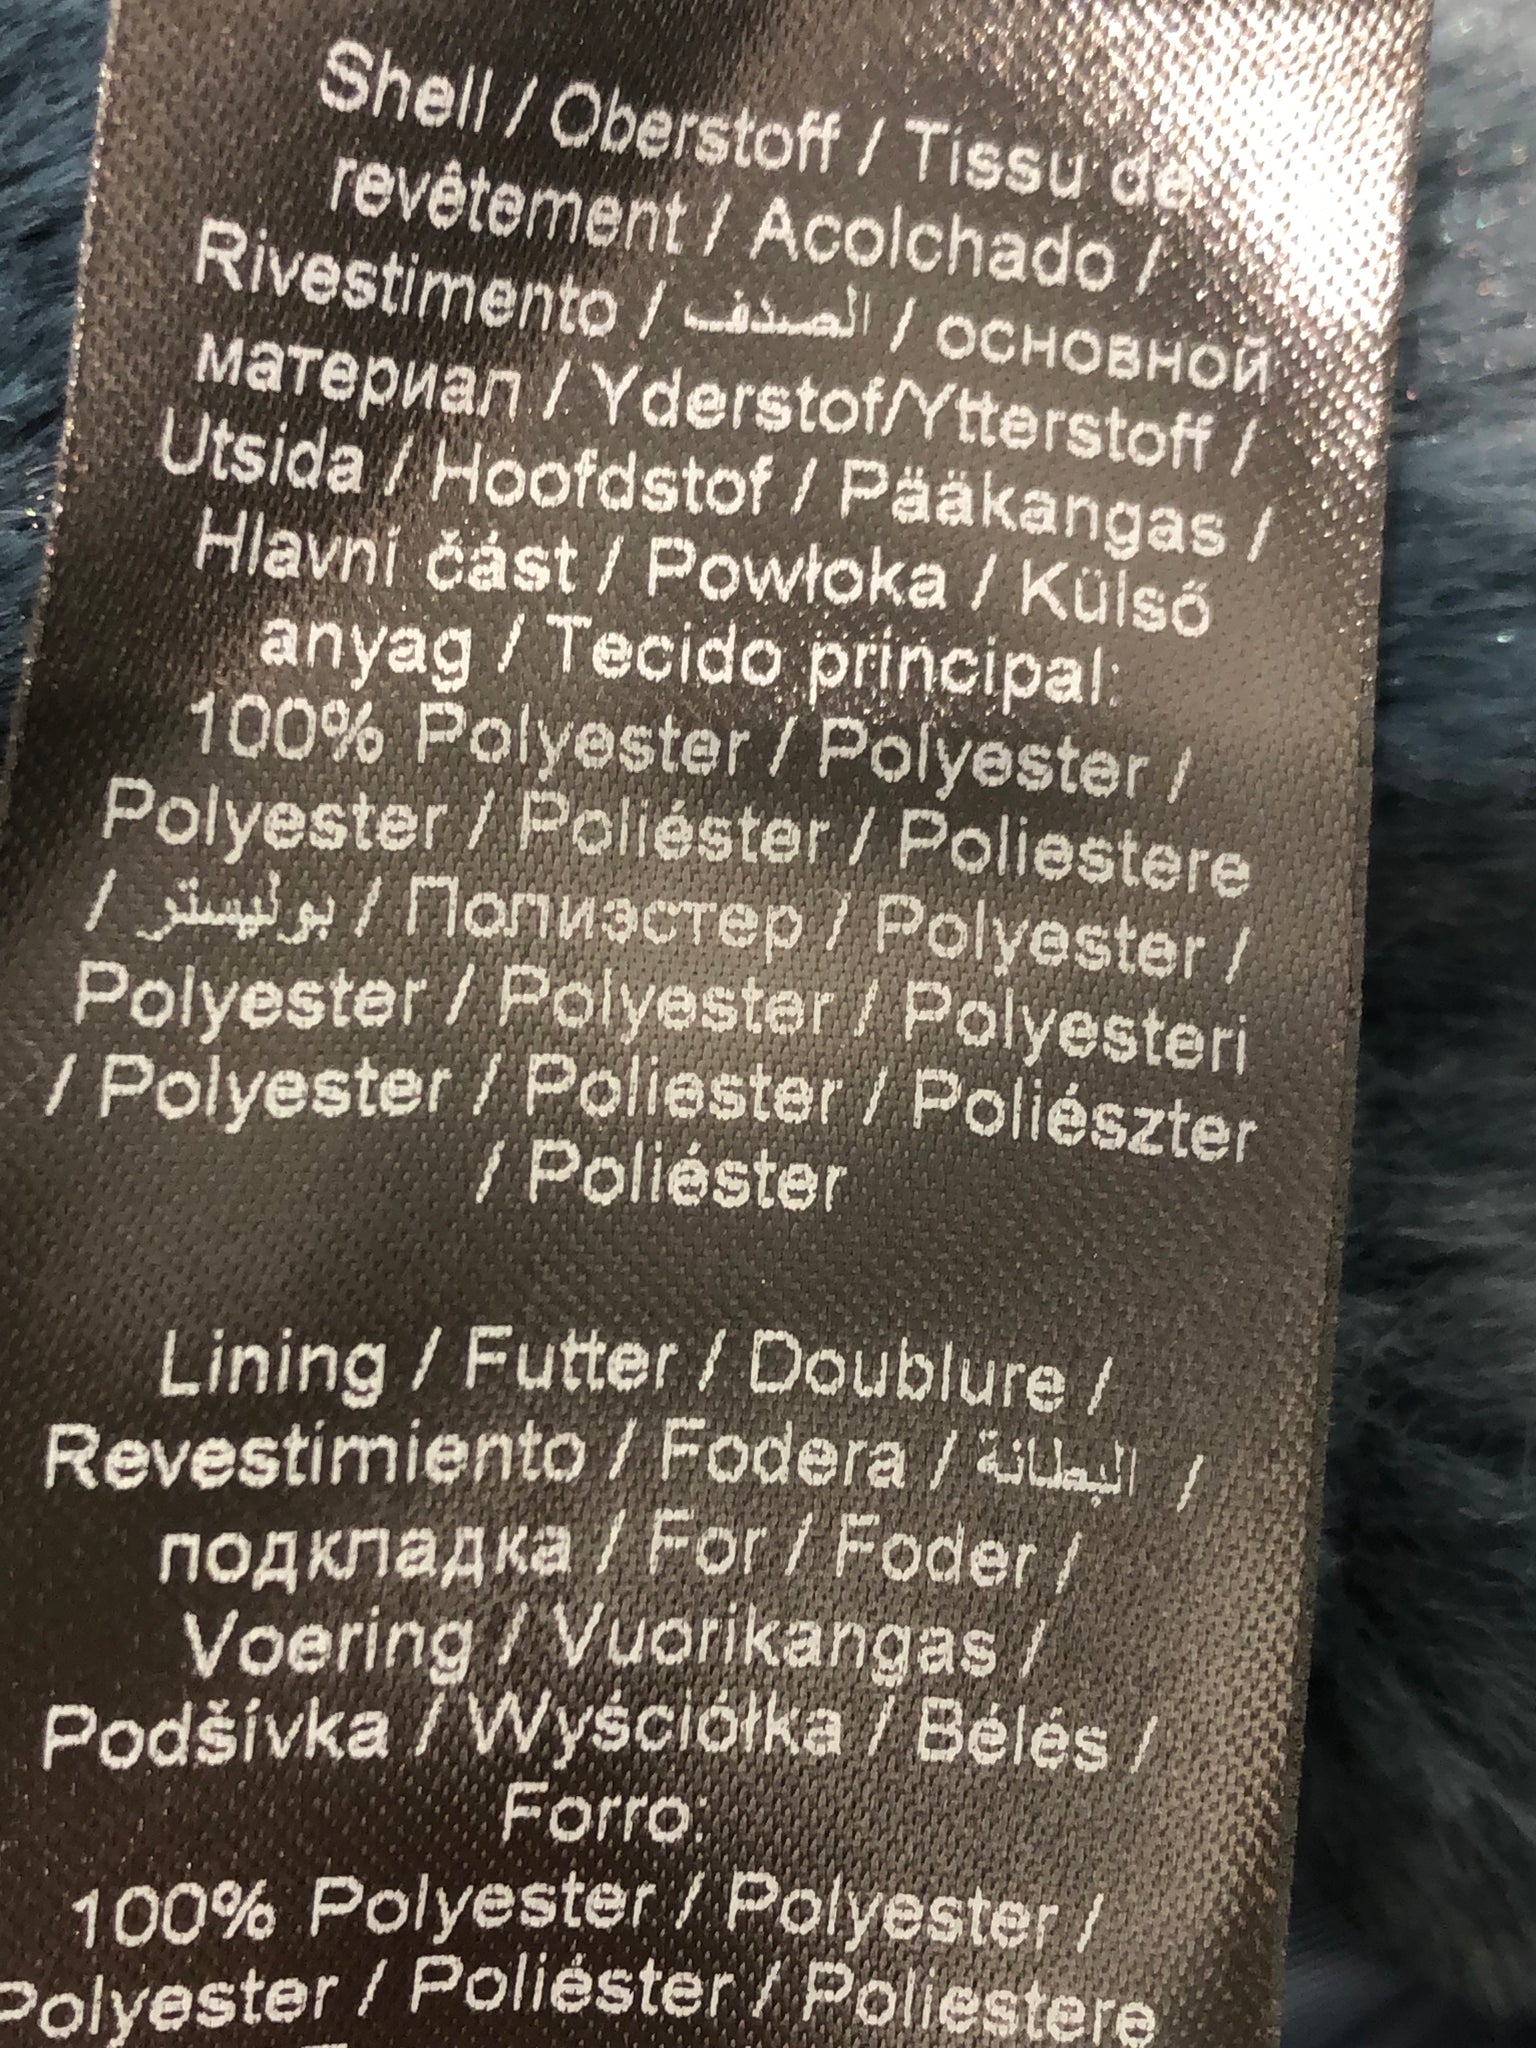 Shell / Oberstoff / Tissu de
revêtement / Acolchado /
Rivestimento / الصدف / основной
материал / Yderstof/Ytterstoff /
Utsida / Hoofdstof / Pääkangas /
Hlavní část / Powłoka / Külső
anyag / Tecido principal:
100% Polyester / Polyester /
Polyester / Poliéster / Poliestere
/ بوليستر / Полиэстер / Polyester /
Polyester / Polyester / Polyesteri
/ Polyester / Poliester / Poliészter
/ Poliéster
Lining / Futter / Doublure /
Revestimiento / Fodera / البطانة /
подкладка / For / Foder /
Voering / Vuorikangas /
Podšívka / Wyściółka / Bélés /
Forro:
100% Polyester / Polyester /
Polyester / Poliéster / Poliestere